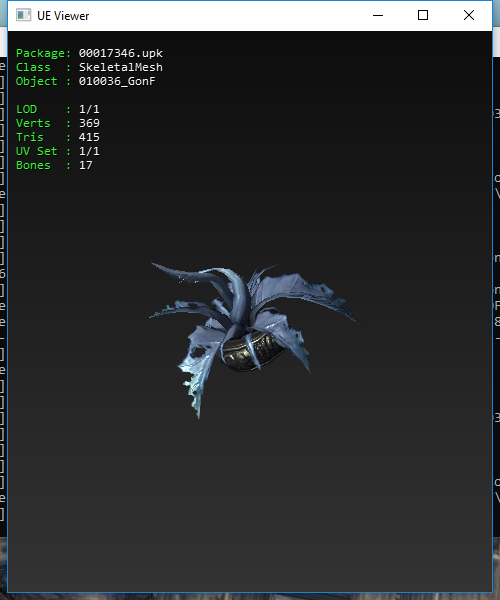 UE Viewer
Package: 00017346.upk
Class : SkeletalMesh
Object : 010036_GonF
LOD : 1/1
Verts : 369
Tris : 415
UV Set : 1/1
Bones : 17